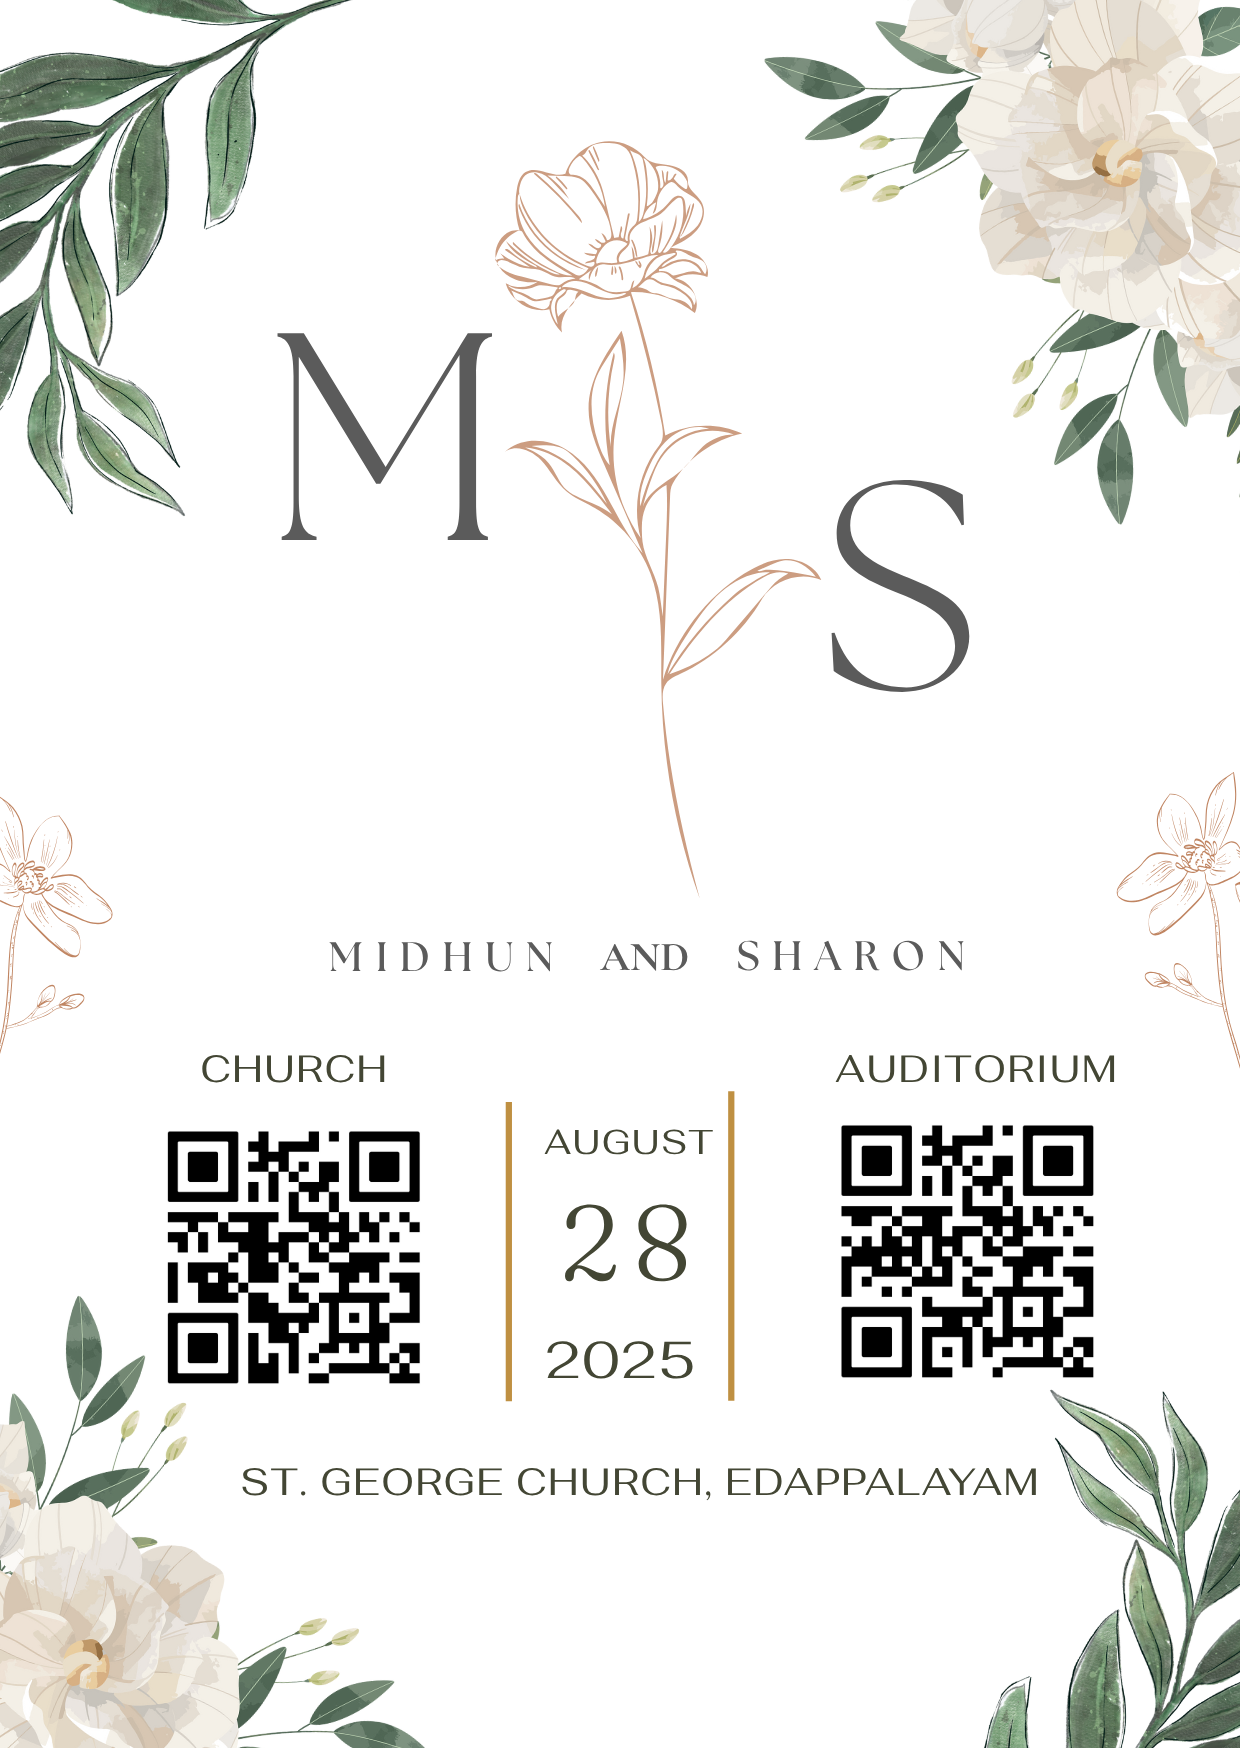 M
S
MIDHUN AND SHARON
CHURCH
AUDITORIUM
AUGUST
28
2025
ST. GEORGE CHURCH, EDAPPALAYAM